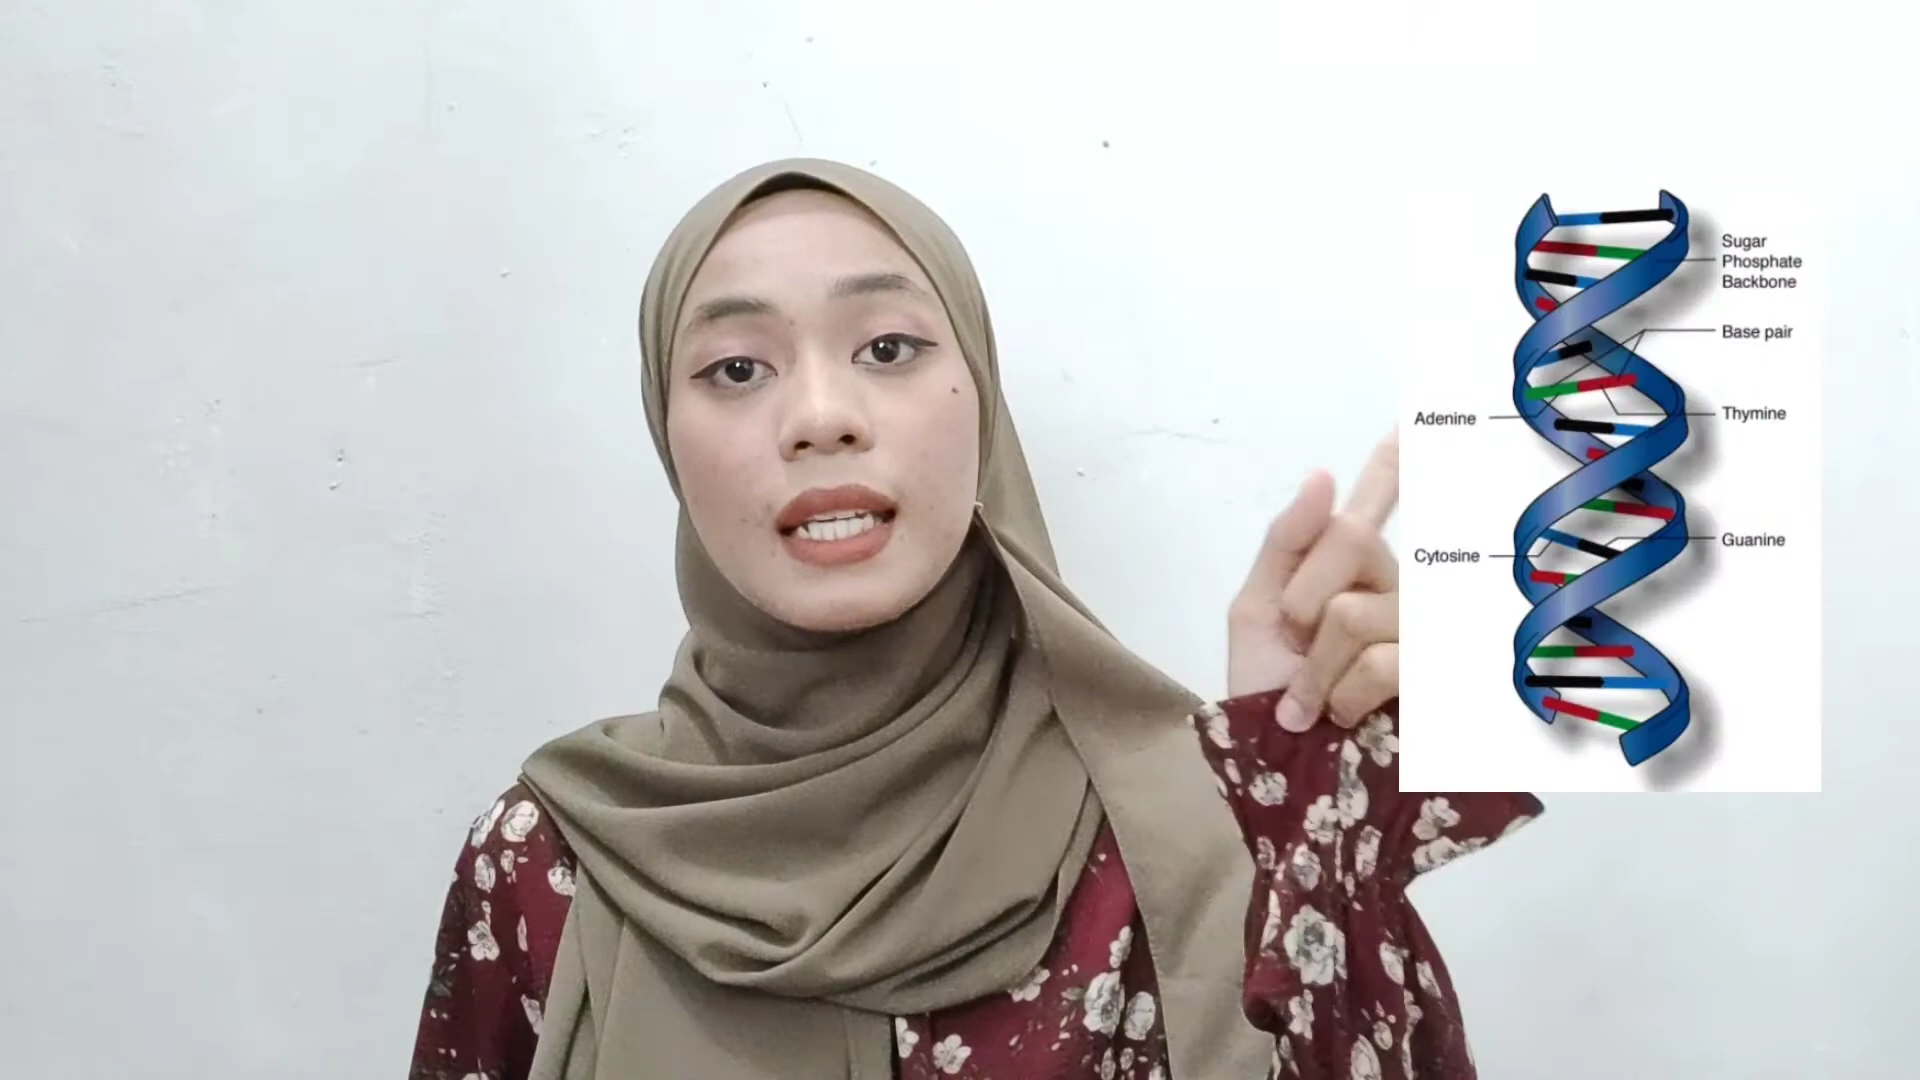 Sugar
Phosphate
Backbone
Base pair
Adenine
Thymine
Cytosine
Guanine